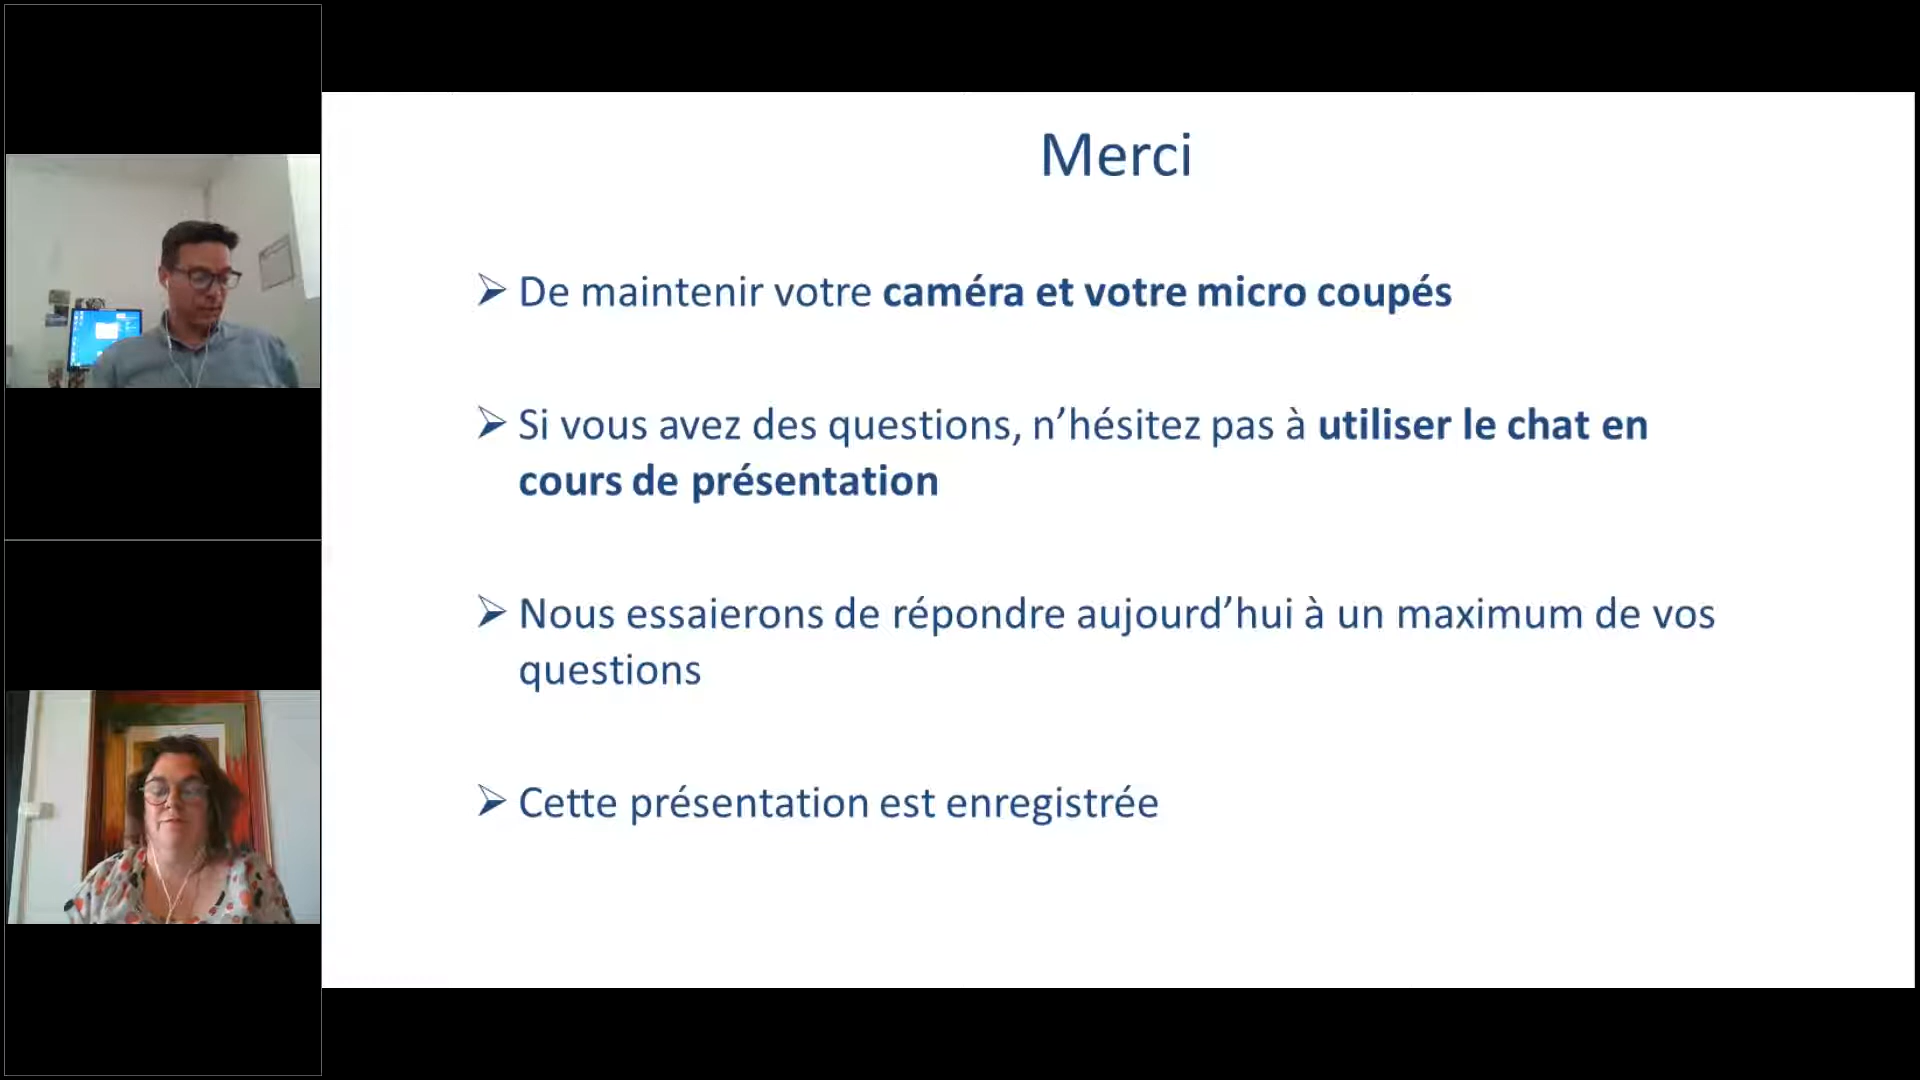 Merci
➢ De maintenir votre caméra et votre micro coupés
➢ Si vous avez des questions, n’hésitez pas à utiliser le chat en
cours de présentation
➢ Nous essaierons de répondre aujourd’hui à un maximum de vos
questions
➢ Cette présentation est enregistrée